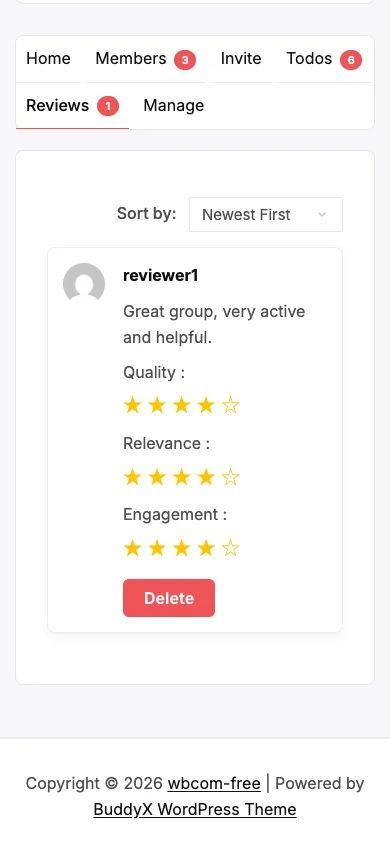 Home Members 3 Invite Todos 6
Reviews 1 Manage
Sort by: Newest First
reviewer1
Great group, very active
and helpful.
Quality :
★★★★☆
Relevance :
★★★★☆
Engagement :
★★★★☆
Delete
Copyright © 2026 wbcom-free | Powered by
BuddyX WordPress Theme